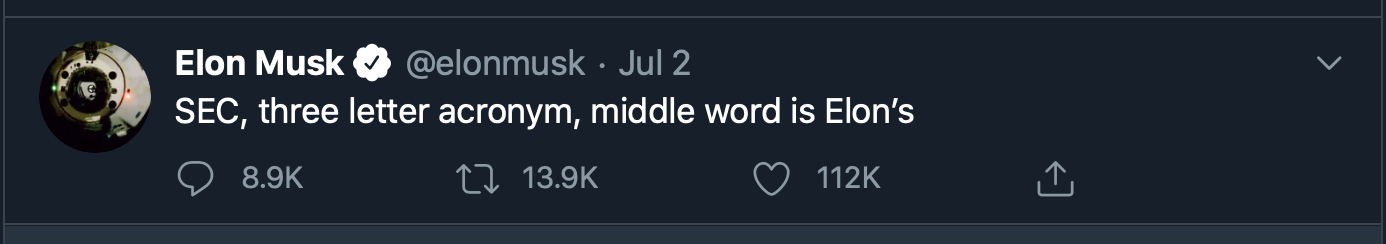 Elon Musk @elonmusk · Jul 2
SEC, three letter acronym, middle word is Elon’s
8.9K 13.9K 112K